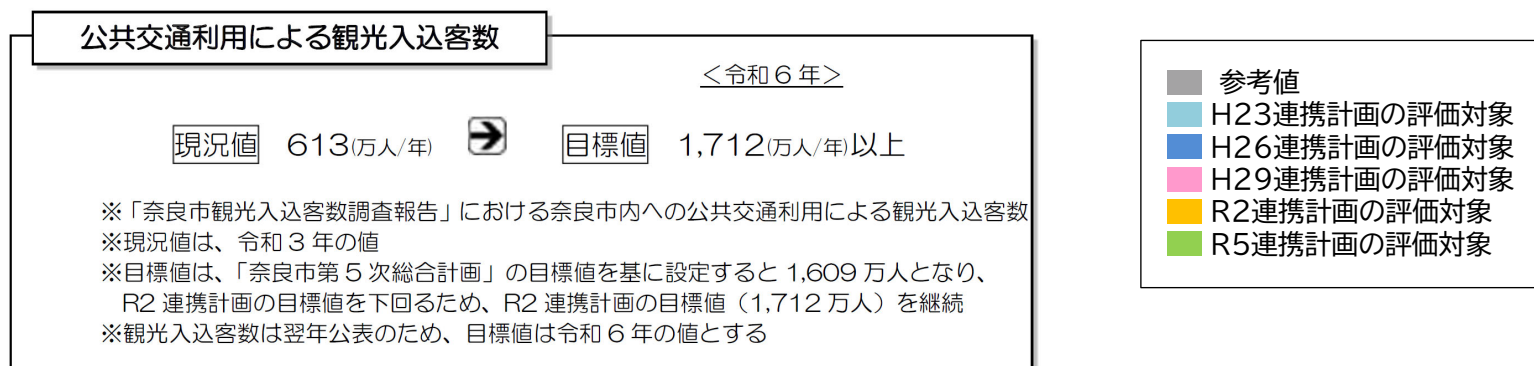 公共交通利用による観光入込客数
＜令和６年＞
現況値 613(万人/年) ➔ 目標値 1,712(万人/年)以上
※「奈良市観光入込客数調査報告」における奈良市内への公共交通利用による観光入込客数
※現況値は、令和３年の値
※目標値は、「奈良市第５次総合計画」の目標値を基に設定すると 1,609 万人となり、
R2 連携計画の目標値を下回るため、R2 連携計画の目標値（1,712 万人）を継続
※観光入込客数は翌年公表のため、目標値は令和６年の値とする
参考値
H23連携計画の評価対象
H26連携計画の評価対象
H29連携計画の評価対象
R2連携計画の評価対象
R5連携計画の評価対象